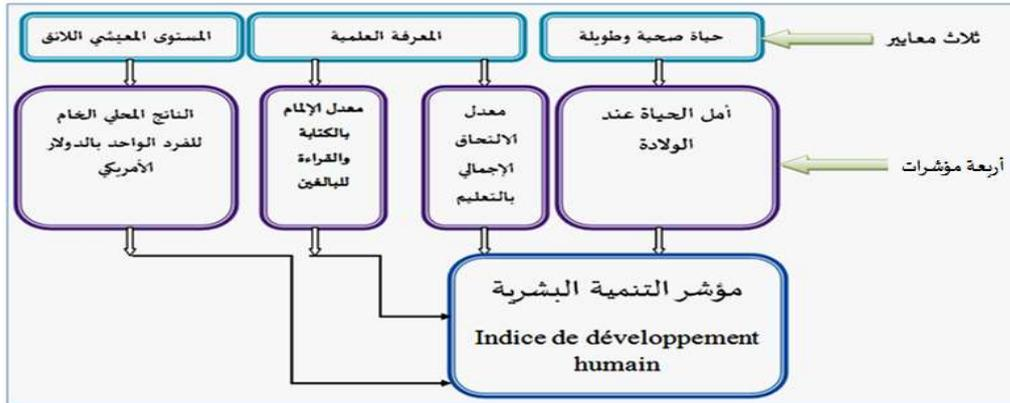 ثلاث معايير
حياة صحية وطويلة
المعرفة العلمية
المستوى المعيشي اللائق
أربعة مؤشرات
أمل الحياة عند
الولادة
معدل
الالتحاق
الإجمالي
بالتعليم
معدل الإلمام
بالكتابة
والقراءة
للبالغين
الناتج المحلي الخام
للفرد الواحد بالدولار
الأمريكي
مؤشر التنمية البشرية
Indice de développement
humain